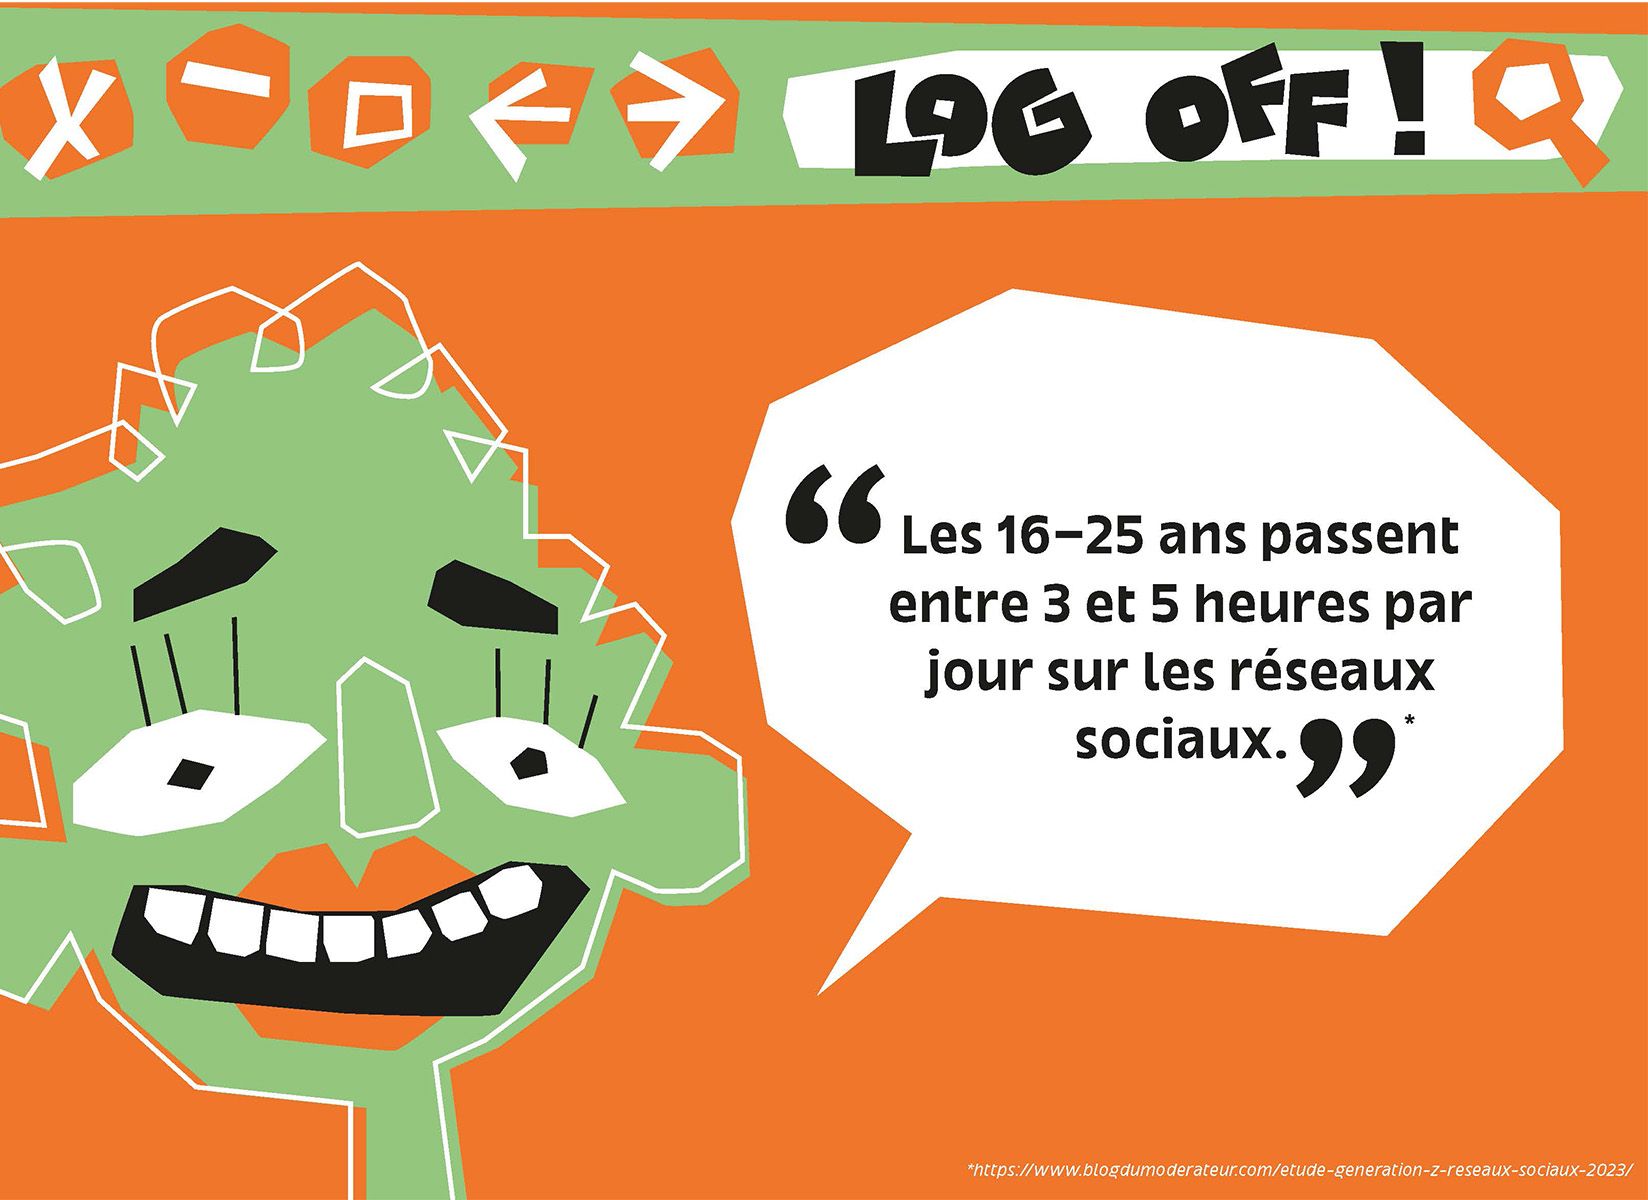 LOG OFF !
“ Les 16–25 ans passent
entre 3 et 5 heures par
jour sur les réseaux
sociaux. ” *
*https://www.blogdumoderateur.com/etude-generation-z-reseaux-sociaux-2023/